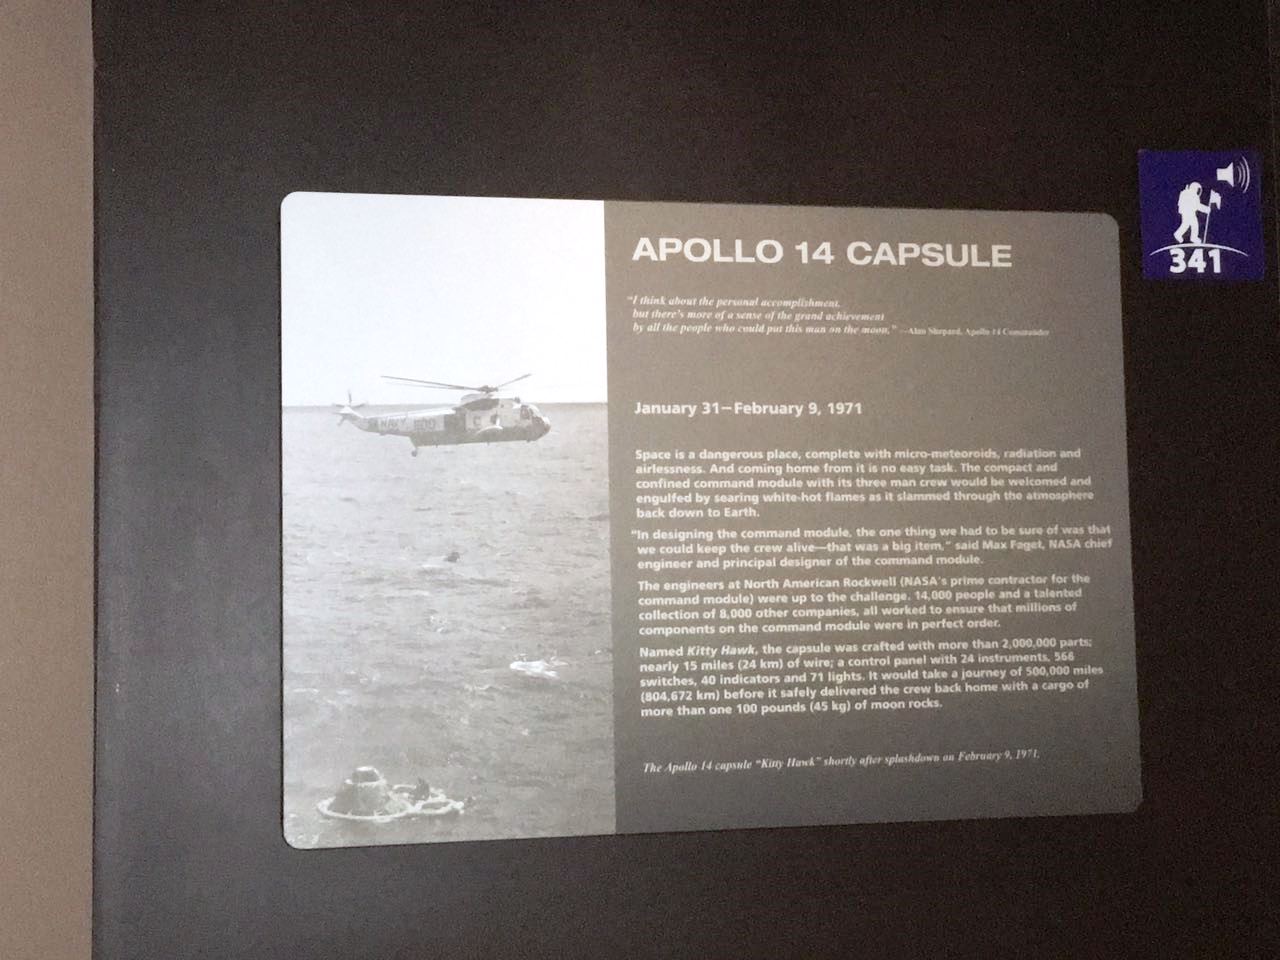 APOLLO 14 CAPSULE
"I think about the personal accomplishment,
but there's more of a sense of the grand achievement
by all the people who could put this man on the moon." —Alan Shepard, Apollo 14 Commander
January 31–February 9, 1971
Space is a dangerous place, complete with micro-meteoroids, radiation and
airlessness. And coming home from it is no easy task. The compact and
confined command module with its three man crew would be welcomed and
engulfed by searing white-hot flames as it slammed through the atmosphere
back down to Earth.
"In designing the command module, the one thing we had to be sure of was that
we could keep the crew alive—that was a big item," said Max Faget, NASA chief
engineer and principal designer of the command module.
The engineers at North American Rockwell (NASA's prime contractor for the
command module) were up to the challenge. 14,000 people and a talented
collection of 8,000 other companies, all worked to ensure that millions of
components on the command module were in perfect order.
Named Kitty Hawk, the capsule was crafted with more than 2,000,000 parts;
nearly 15 miles (24 km) of wire; a control panel with 24 instruments, 566
switches, 40 indicators and 71 lights. It would take a journey of 500,000 miles
(804,672 km) before it safely delivered the crew back home with a cargo of
more than one 100 pounds (45 kg) of moon rocks.
The Apollo 14 capsule "Kitty Hawk" shortly after splashdown on February 9, 1971.
341
NAVY